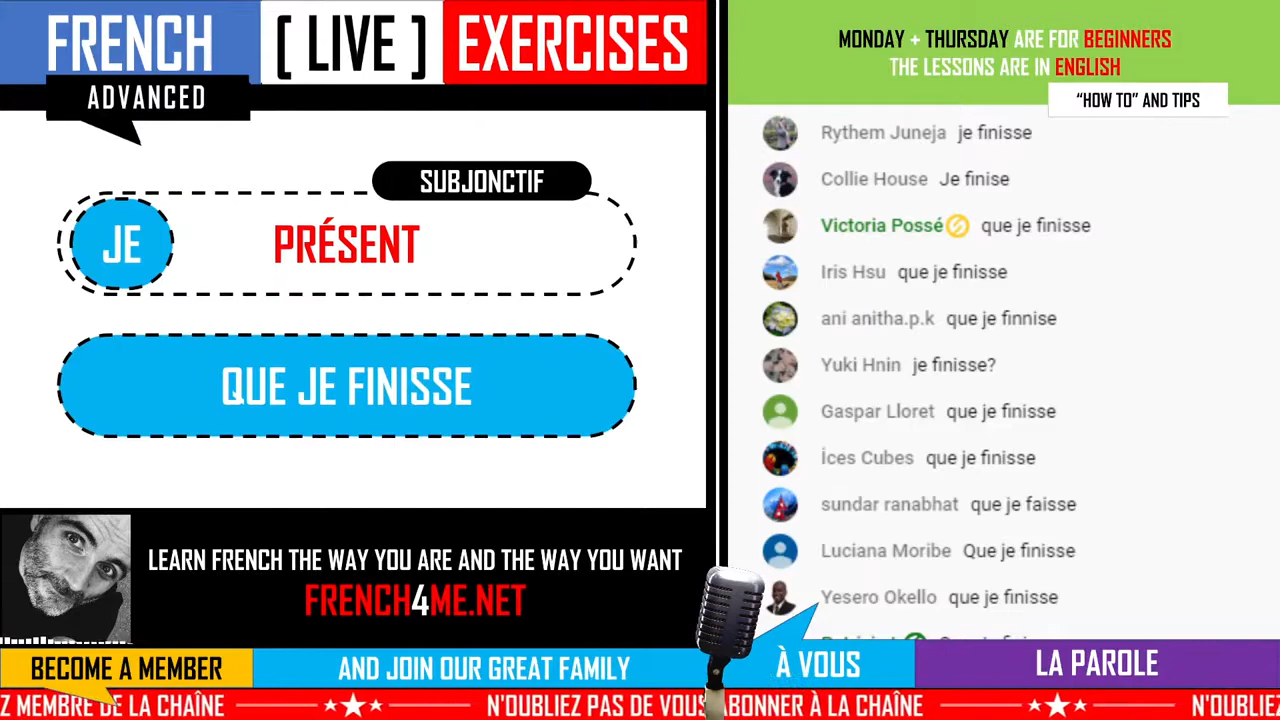 FRENCH [ LIVE ] EXERCISES
ADVANCED
SUBJONCTIF
JE PRÉSENT
QUE JE FINISSE
LEARN FRENCH THE WAY YOU ARE AND THE WAY YOU WANT
FRENCH4ME.NET
MONDAY + THURSDAY ARE FOR BEGINNERS
THE LESSONS ARE IN ENGLISH
“HOW TO” AND TIPS
Rythem Juneja je finisse
Collie House Je finise
Victoria Possé que je finisse
Iris Hsu que je finisse
ani anitha.p.k que je finnise
Yuki Hnin je finisse?
Gaspar Lloret que je finisse
İces Cubes que je finisse
sundar ranabhat que je faisse
Luciana Moribe Que je finisse
Yesero Okello que je finisse
BECOME A MEMBER AND JOIN OUR GREAT FAMILY À VOUS LA PAROLE
Z MEMBRE DE LA CHAÎNE N'OUBLIEZ PAS DE VOUS ABONNER À LA CHAÎNE N'OUBLIEZ